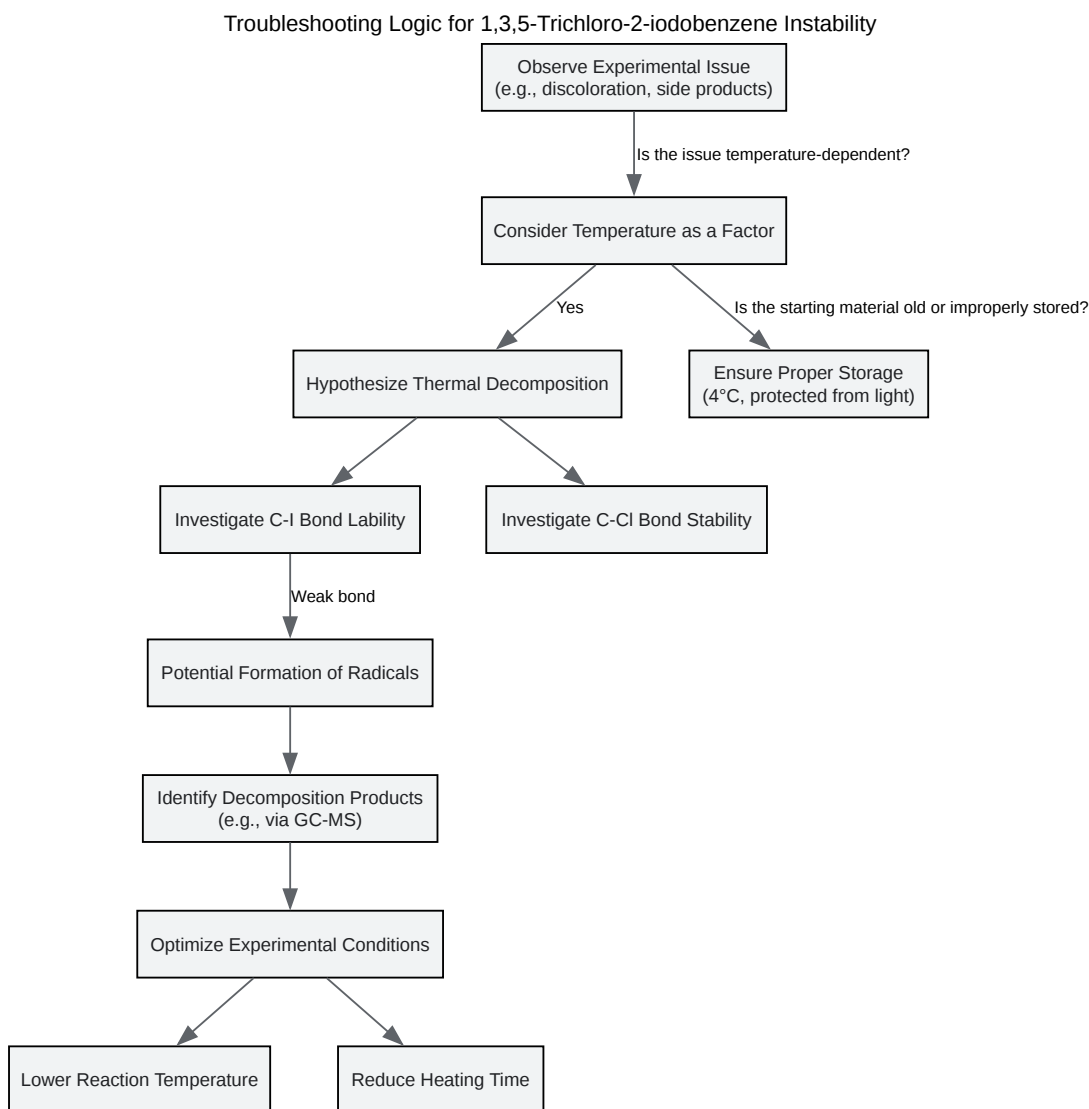 Troubleshooting Logic for 1,3,5-Trichloro-2-iodobenzene Instability
Observe Experimental Issue
(e.g., discoloration, side products)
Is the issue temperature-dependent?
Consider Temperature as a Factor
Yes
Is the starting material old or improperly stored?
Hypothesize Thermal Decomposition
Ensure Proper Storage
(4°C, protected from light)
Investigate C-I Bond Lability
Investigate C-Cl Bond Stability
Weak bond
Potential Formation of Radicals
Identify Decomposition Products
(e.g., via GC-MS)
Optimize Experimental Conditions
Lower Reaction Temperature
Reduce Heating Time